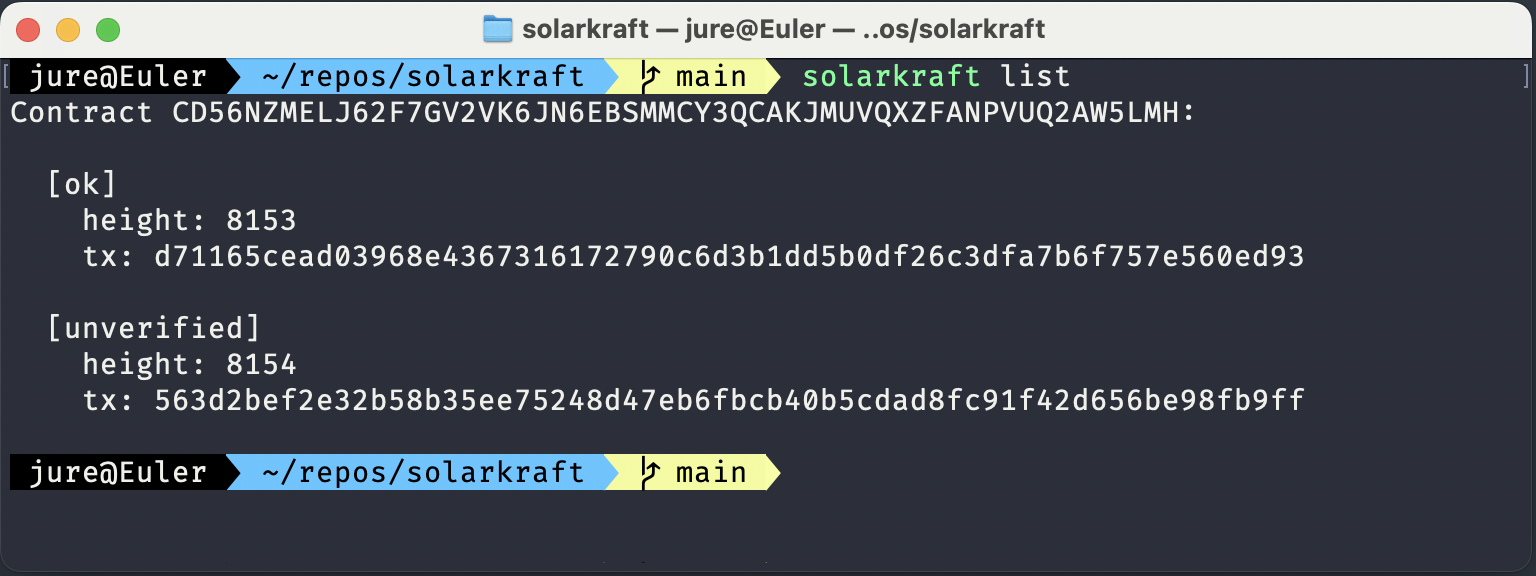 solarkraft — jure@Euler — ..os/solarkraft
jure@Euler ~/repos/solarkraft main solarkraft list
Contract CD56NZMELJ62F7GV2VK6JN6EBSMMCY3QCAKJMUVQXZFANPVUQ2AW5LMH:
[ok]
height: 8153
tx: d71165cead03968e4367316172790c6d3b1dd5b0df26c3dfa7b6f757e560ed93
[unverified]
height: 8154
tx: 563d2bef2e32b58b35ee75248d47eb6fbcb40b5cdad8fc91f42d656be98fb9ff
jure@Euler ~/repos/solarkraft main